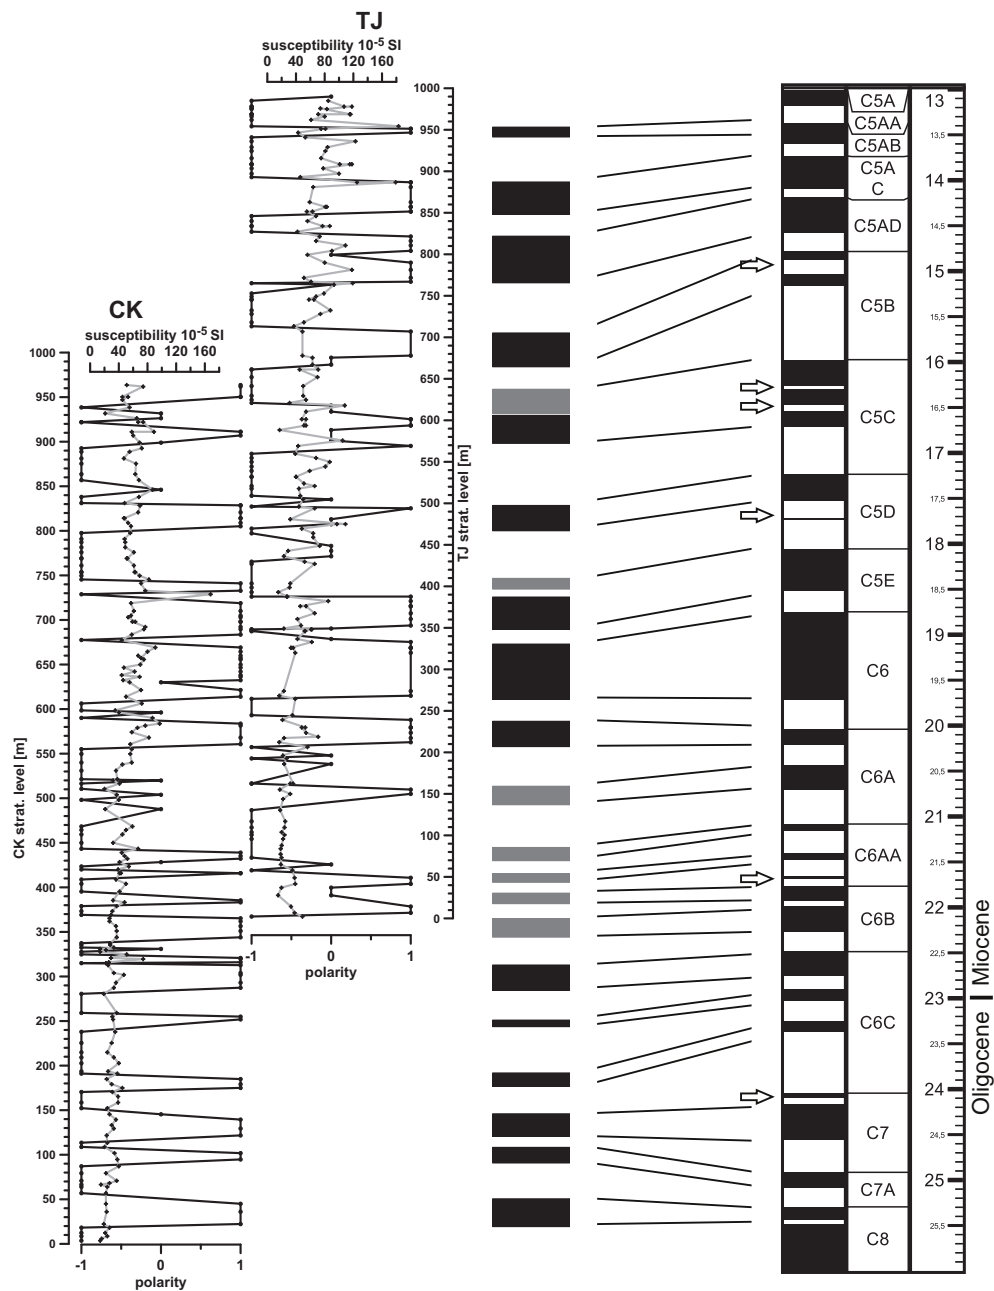 TJ
susceptibility 10-5 SI
0 40 80 120 160
CK
susceptibility 10-5 SI
0 40 80 120 160
1000
950
900
850
800
750
700
650
600
550
500
450
400
350
300
250
200
150
100
50
0
CK strat. level [m]
-1 0 1
polarity
1000
950
900
850
800
750
700
650
600
550
500
450
400
350
300
250
200
150
100
50
0
TJ strat. level [m]
-1 0 1
polarity
C5A
C5AA
C5AB
C5A
C
C5AD
C5B
C5C
C5D
C5E
C6
C6A
C6AA
C6B
C6C
C7
C7A
C8
13
13,5
14
14,5
15
15,5
16
16,5
17
17,5
18
18,5
19
19,5
20
20,5
21
21,5
22
22,5
23
23,5
24
24,5
25
25,5
Oligocene | Miocene